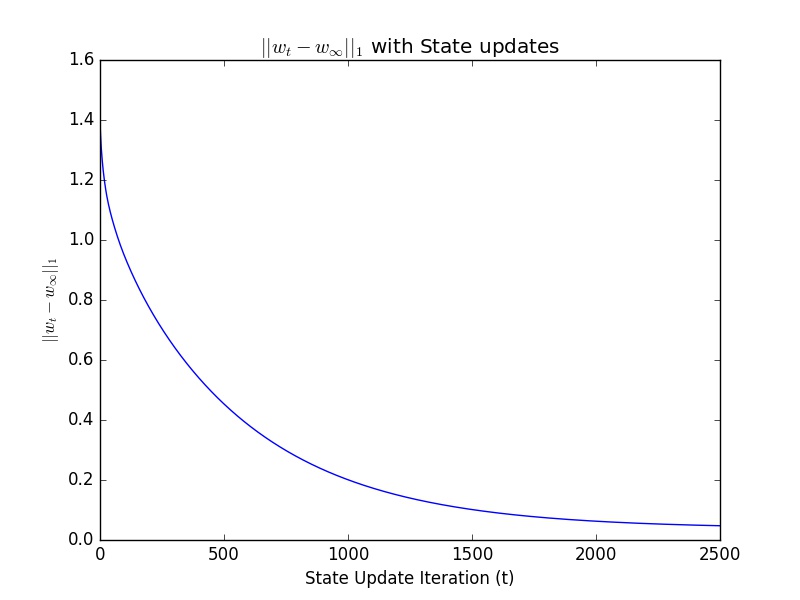 ||w_t − w_∞||_1 with State updates
1.6
1.4
1.2
1.0
0.8
0.6
0.4
0.2
0.0
||w_t − w_∞||_1
0 500 1000 1500 2000 2500
State Update Iteration (t)